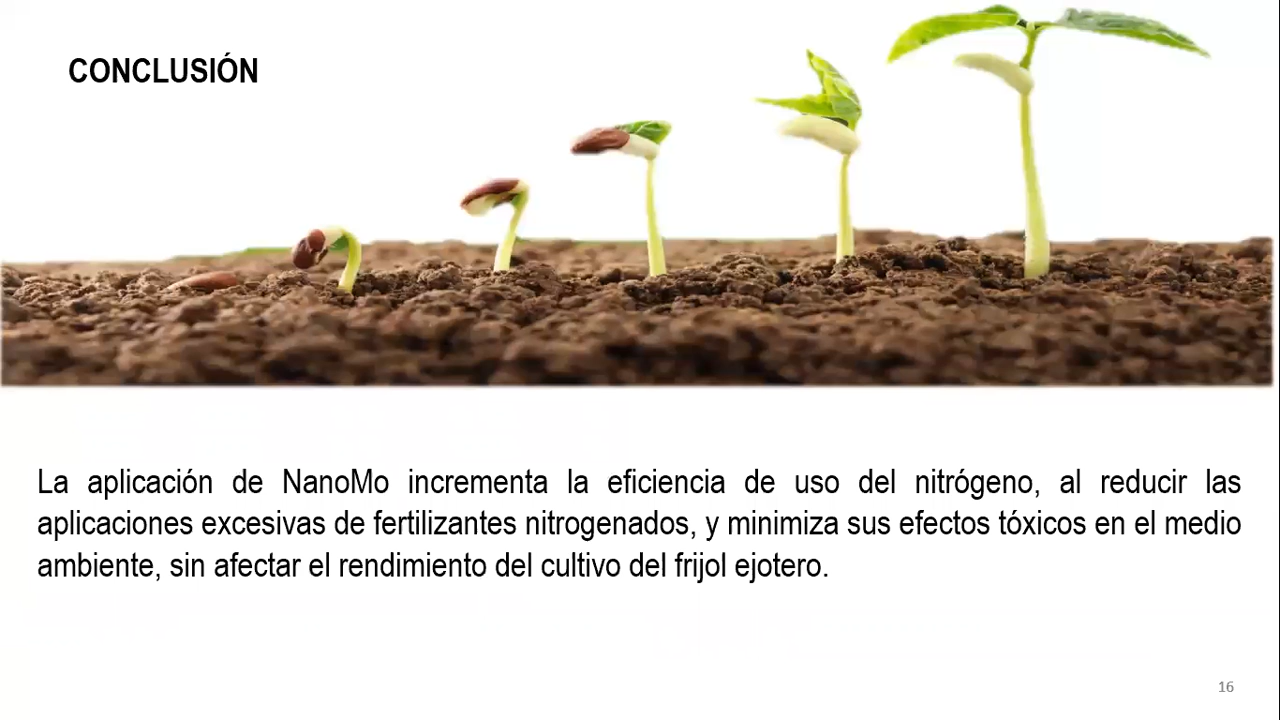 CONCLUSIÓN
La aplicación de NanoMo incrementa la eficiencia de uso del nitrógeno, al reducir las
aplicaciones excesivas de fertilizantes nitrogenados, y minimiza sus efectos tóxicos en el medio
ambiente, sin afectar el rendimiento del cultivo del frijol ejotero.
16